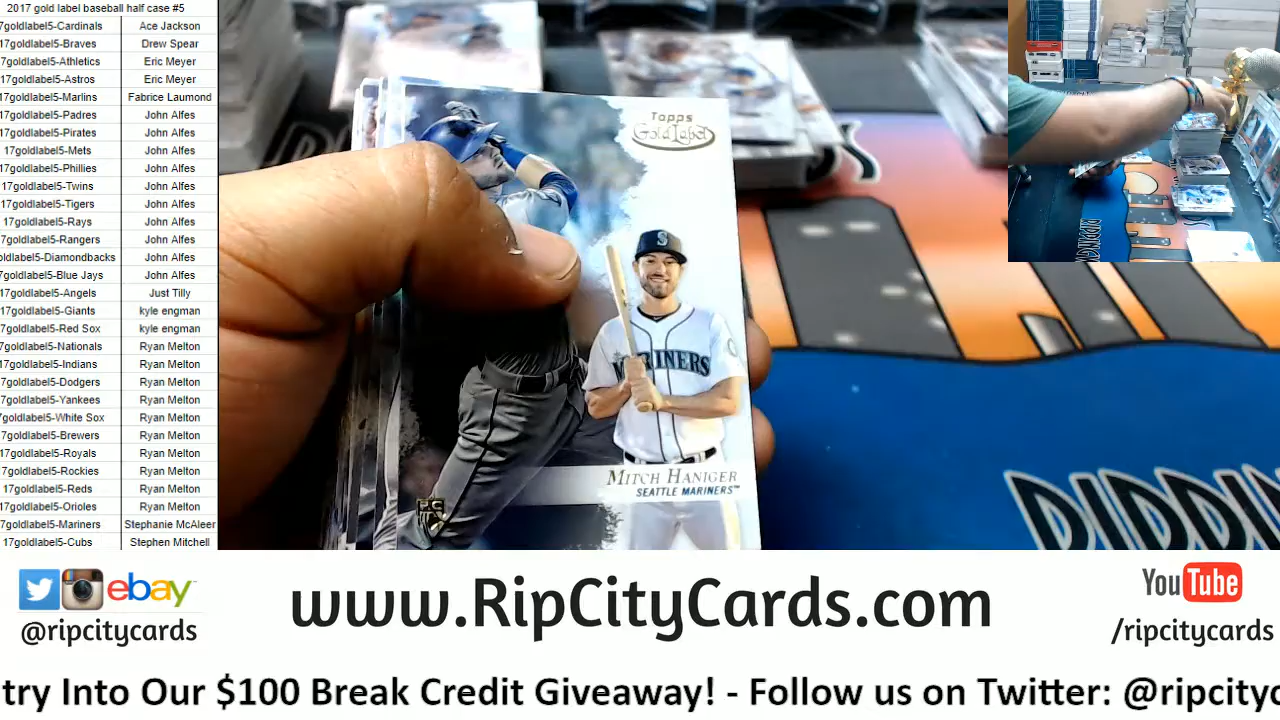 2017 gold label baseball half case #5
17goldlabel5-Cardinals Ace Jackson
17goldlabel5-Braves Drew Spear
17goldlabel5-Athletics Eric Meyer
17goldlabel5-Astros Eric Meyer
17goldlabel5-Marlins Fabrice Laumond
17goldlabel5-Padres John Alfes
17goldlabel5-Pirates John Alfes
17goldlabel5-Mets John Alfes
17goldlabel5-Phillies John Alfes
17goldlabel5-Twins John Alfes
17goldlabel5-Tigers John Alfes
17goldlabel5-Rays John Alfes
17goldlabel5-Rangers John Alfes
oldlabel5-Diamondbacks John Alfes
17goldlabel5-Blue Jays John Alfes
17goldlabel5-Angels Just Tilly
17goldlabel5-Giants kyle engman
17goldlabel5-Red Sox kyle engman
17goldlabel5-Nationals Ryan Melton
17goldlabel5-Indians Ryan Melton
17goldlabel5-Dodgers Ryan Melton
17goldlabel5-Yankees Ryan Melton
7goldlabel5-White Sox Ryan Melton
17goldlabel5-Brewers Ryan Melton
17goldlabel5-Royals Ryan Melton
17goldlabel5-Rockies Ryan Melton
17goldlabel5-Reds Ryan Melton
17goldlabel5-Orioles Ryan Melton
17goldlabel5-Mariners Stephanie McAleer
17goldlabel5-Cubs Stephen Mitchell
Topps
Gold Label
S
MARINERS
MITCH HANIGER
SEATTLE MARINERS™
RC
ebay
@ripcitycards
www.RipCityCards.com
YouTube
/ripcitycards
try Into Our $100 Break Credit Giveaway! - Follow us on Twitter: @ripcityc